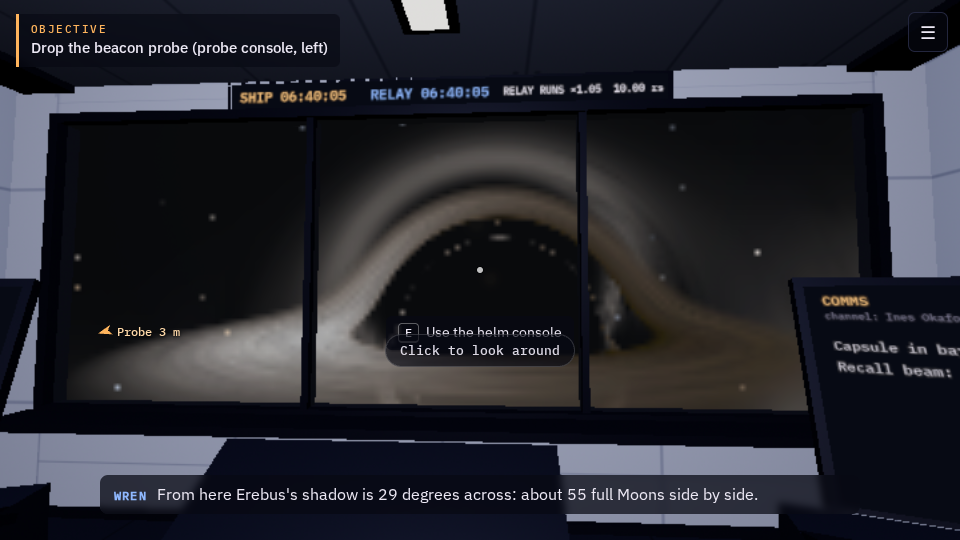 OBJECTIVE
Drop the beacon probe (probe console, left)
☰
SHIP 06:40:05 RELAY 06:40:05 RELAY RUNS ×1.05 10.00 rs
COMMS
channel: Ines Okafo
Probe 3 m
E Use the helm console
Click to look around
Capsule in ba
Recall beam:
WREN From here Erebus's shadow is 29 degrees across: about 55 full Moons side by side.